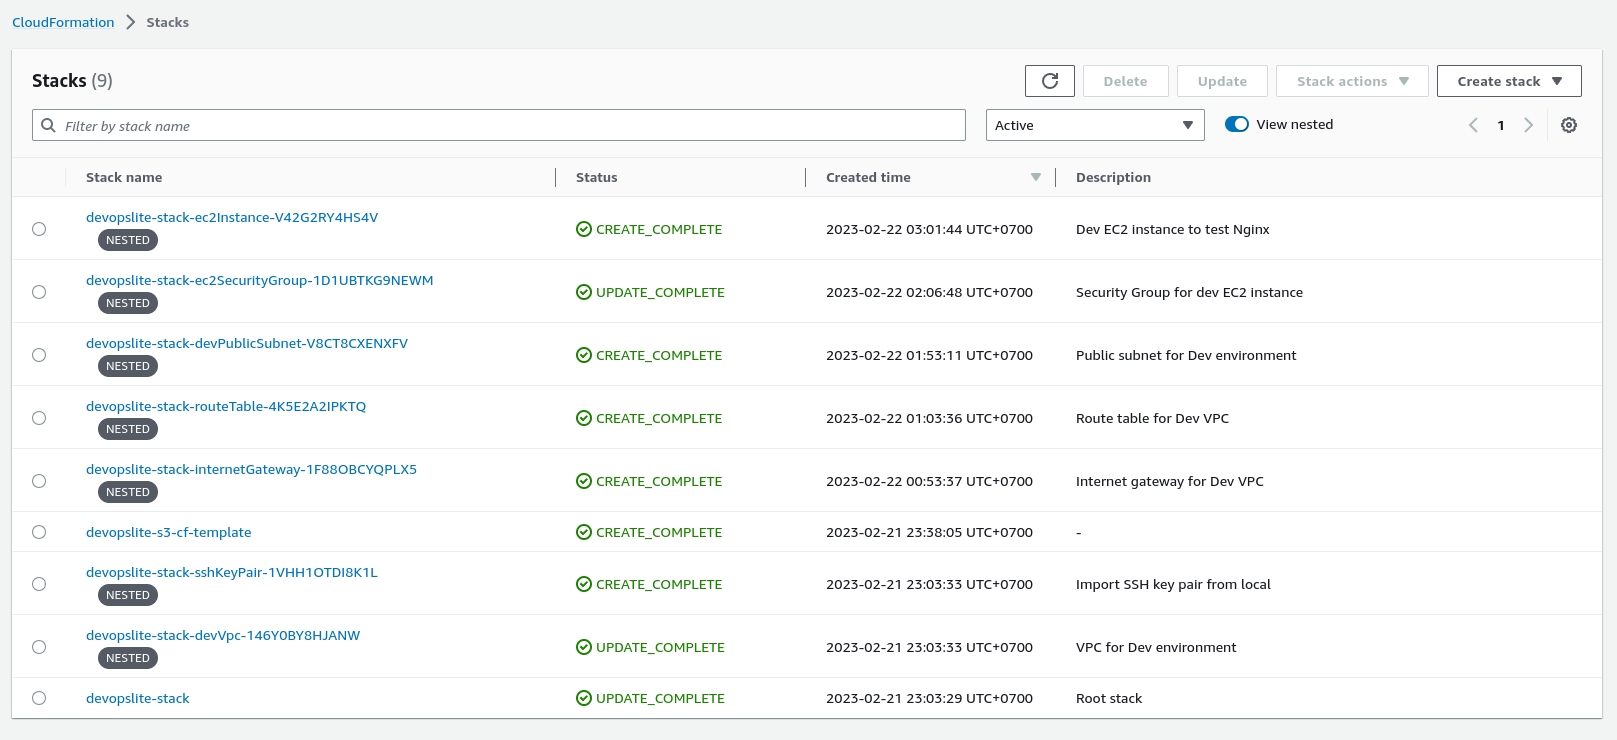 CloudFormation > Stacks
Stacks (9)
Delete
Update
Stack actions
Create stack
Filter by stack name
Active
View nested
1
Stack name Status Created time Description
devopslite-stack-ec2Instance-V42G2RY4HS4V
NESTED
CREATE_COMPLETE 2023-02-22 03:01:44 UTC+0700 Dev EC2 instance to test Nginx
devopslite-stack-ec2SecurityGroup-1D1UBTKG9NEWM
NESTED
UPDATE_COMPLETE 2023-02-22 02:06:48 UTC+0700 Security Group for dev EC2 instance
devopslite-stack-devPublicSubnet-V8CT8CXENXFV
NESTED
CREATE_COMPLETE 2023-02-22 01:53:11 UTC+0700 Public subnet for Dev environment
devopslite-stack-routeTable-4K5E2A2IPKTQ
NESTED
CREATE_COMPLETE 2023-02-22 01:03:36 UTC+0700 Route table for Dev VPC
devopslite-stack-internetGateway-1F88OBCYQPLX5
NESTED
CREATE_COMPLETE 2023-02-22 00:53:37 UTC+0700 Internet gateway for Dev VPC
devopslite-s3-cf-template CREATE_COMPLETE 2023-02-21 23:38:05 UTC+0700 -
devopslite-stack-sshKeyPair-1VHH1OTDI8K1L
NESTED
CREATE_COMPLETE 2023-02-21 23:03:33 UTC+0700 Import SSH key pair from local
devopslite-stack-devVpc-146Y0BY8HJANW
NESTED
UPDATE_COMPLETE 2023-02-21 23:03:33 UTC+0700 VPC for Dev environment
devopslite-stack UPDATE_COMPLETE 2023-02-21 23:03:29 UTC+0700 Root stack